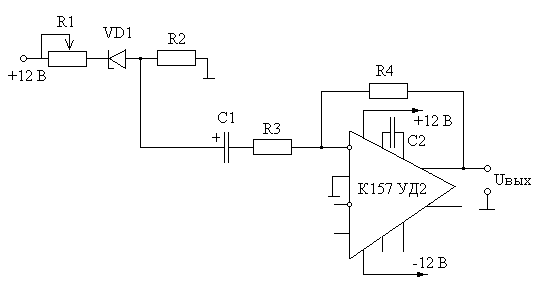 R1
VD1
R2
+12 В
R4
C1
+
R3
+12 В
C2
К157 УД2
Uвых
-12 В